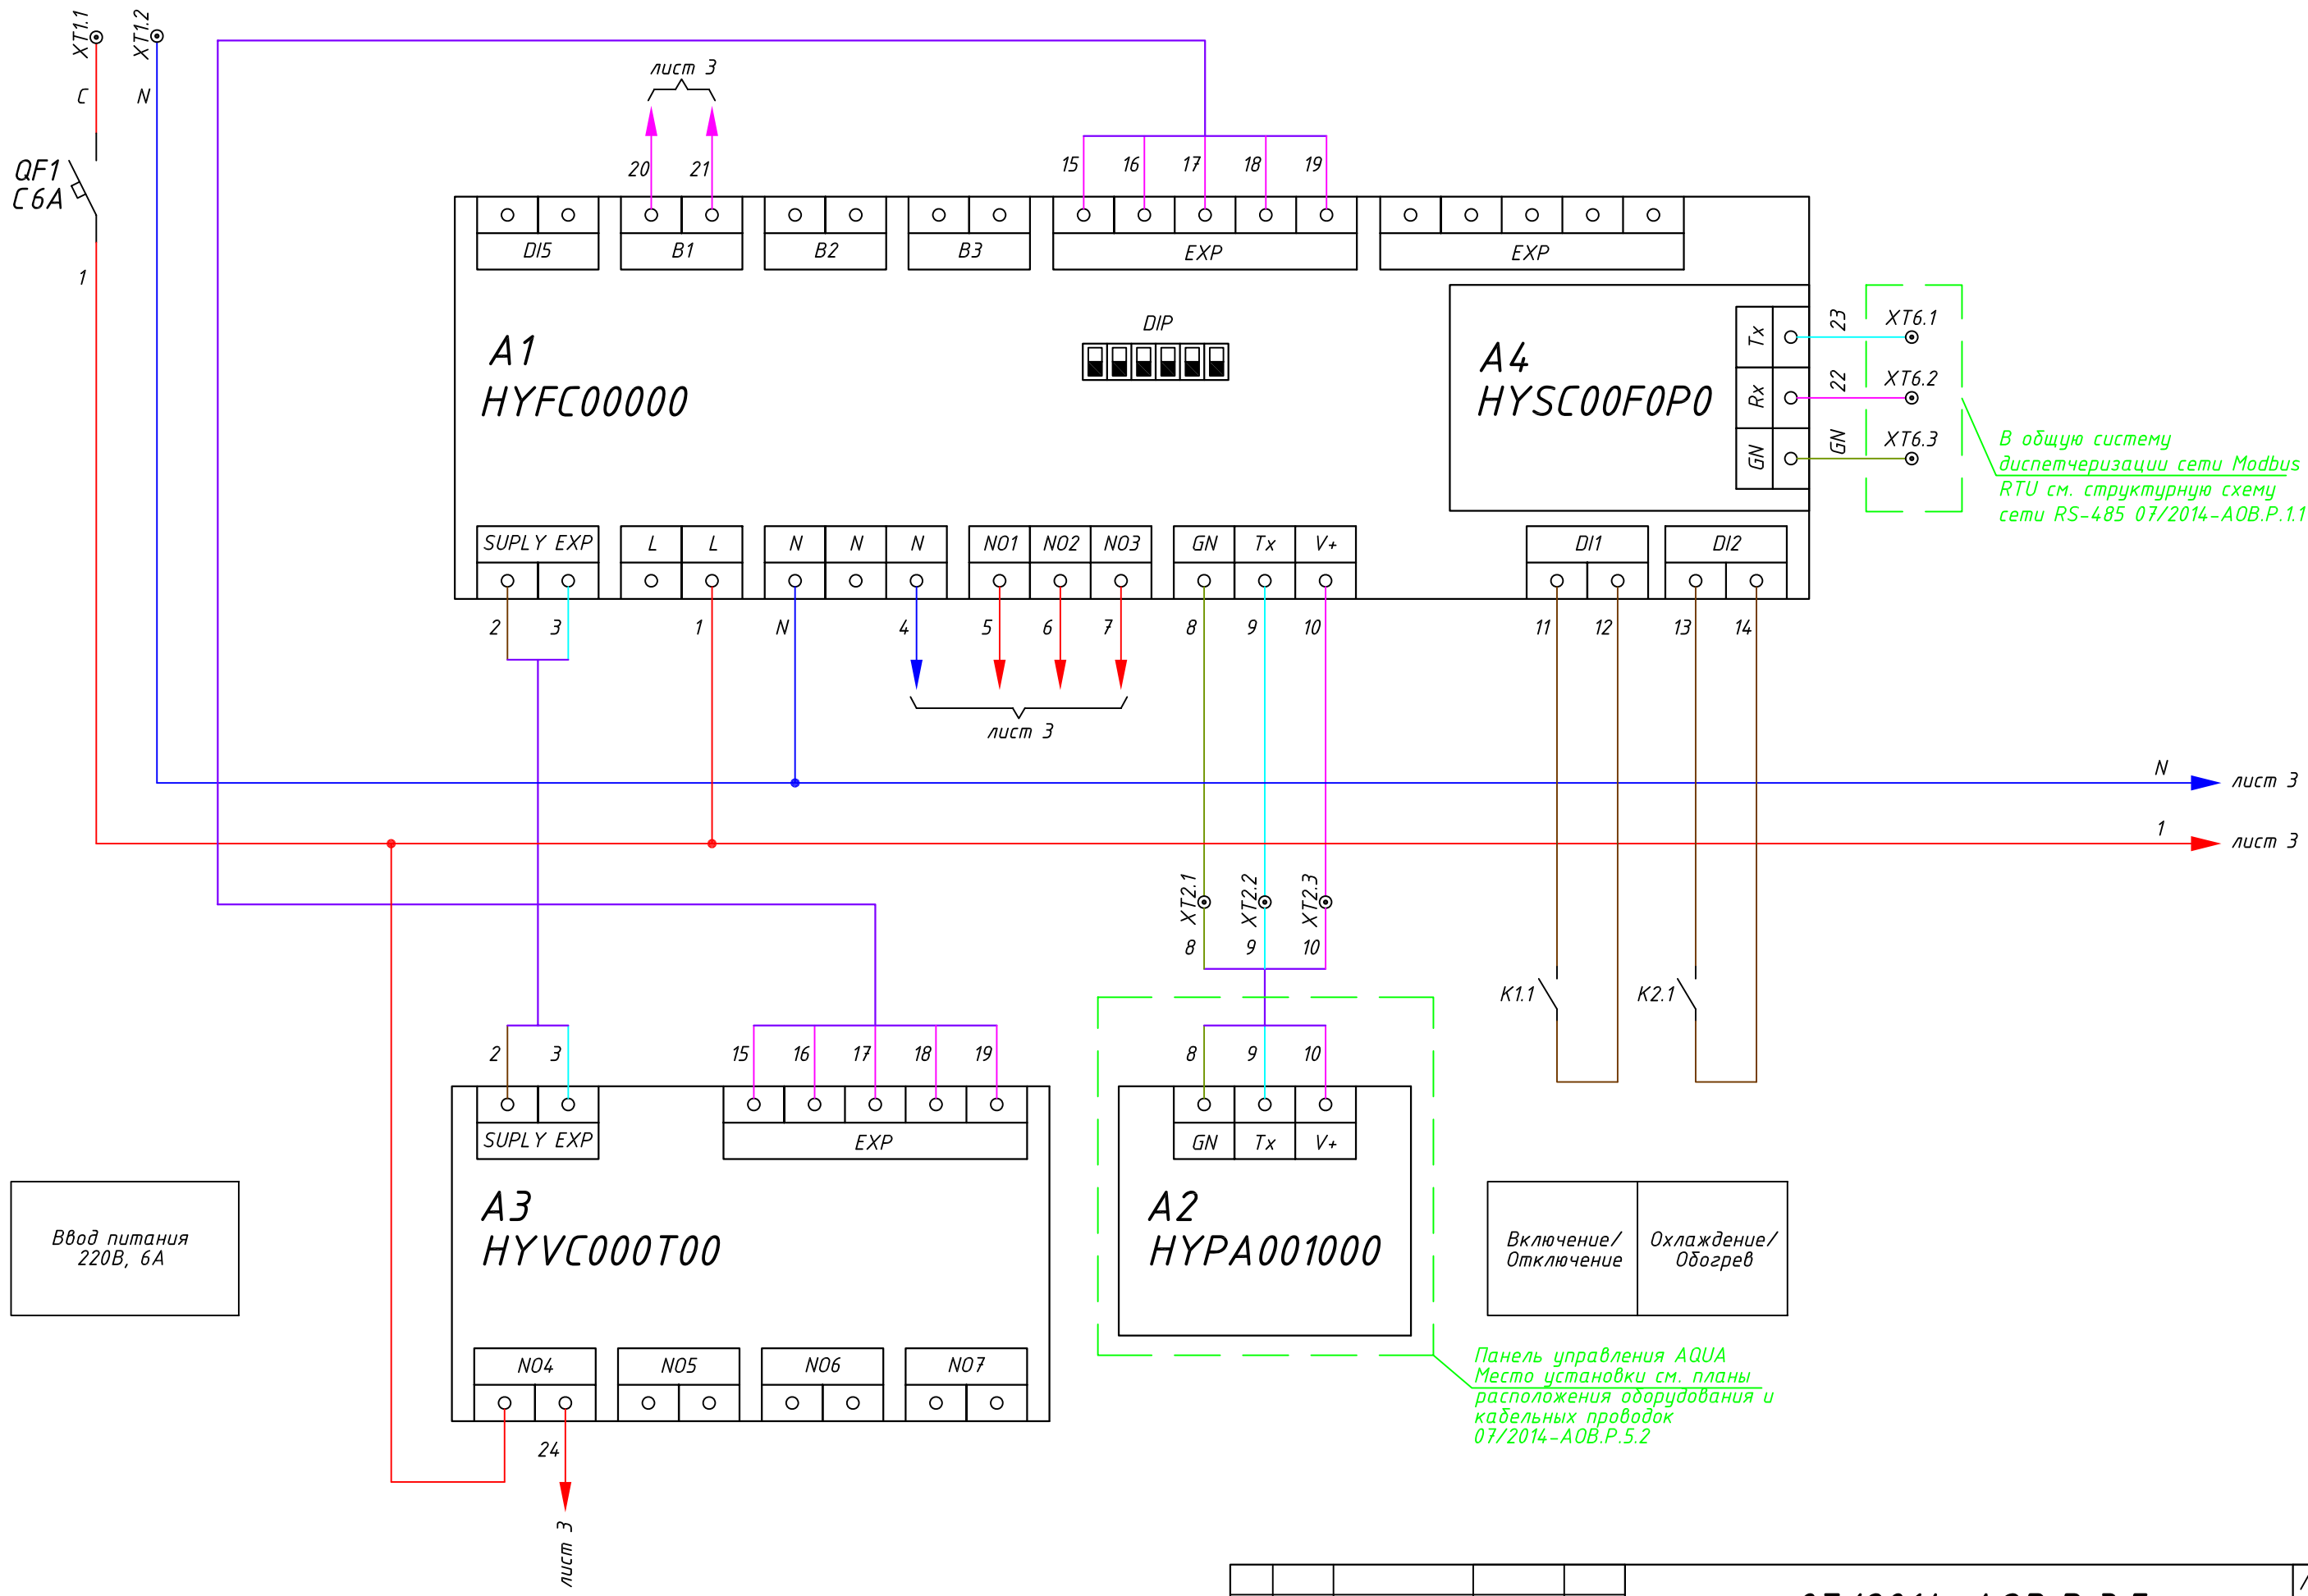 XT1.1
XT1.2
C
N
QF1
C6A
1
лист 3
20
21
15
16
17
18
19
DI5
B1
B2
B3
EXP
EXP
DIP
A1
HYFC00000
A4
HYSC00F0P0
Tx
Rx
GN
23
22
GN
XT6.1
XT6.2
XT6.3
В общую систему
диспетчеризации сети Modbus
RTU см. структурную схему
сети RS-485 07/2014-АОВ.Р.1.1
SUPLY EXP
L
L
N
N
N
NO1
NO2
NO3
GN
Tx
V+
DI1
DI2
2
3
1
N
4
5
6
7
8
9
10
11
12
13
14
лист 3
N
лист 3
1
лист 3
XT2.1
XT2.2
XT2.3
8
9
10
K1.1
K2.1
2
3
15
16
17
18
19
8
9
10
SUPLY EXP
EXP
GN
Tx
V+
A3
HYVC000T00
A2
HYPA001000
Ввод питания
220В, 6А
Включение/
Отключение
Охлаждение/
Обогрев
NO4
NO5
NO6
NO7
Панель управления AQUA
Место установки см. планы
расположения оборудования и
кабельных проводок
07/2014-АОВ.Р.5.2
24
лист 3